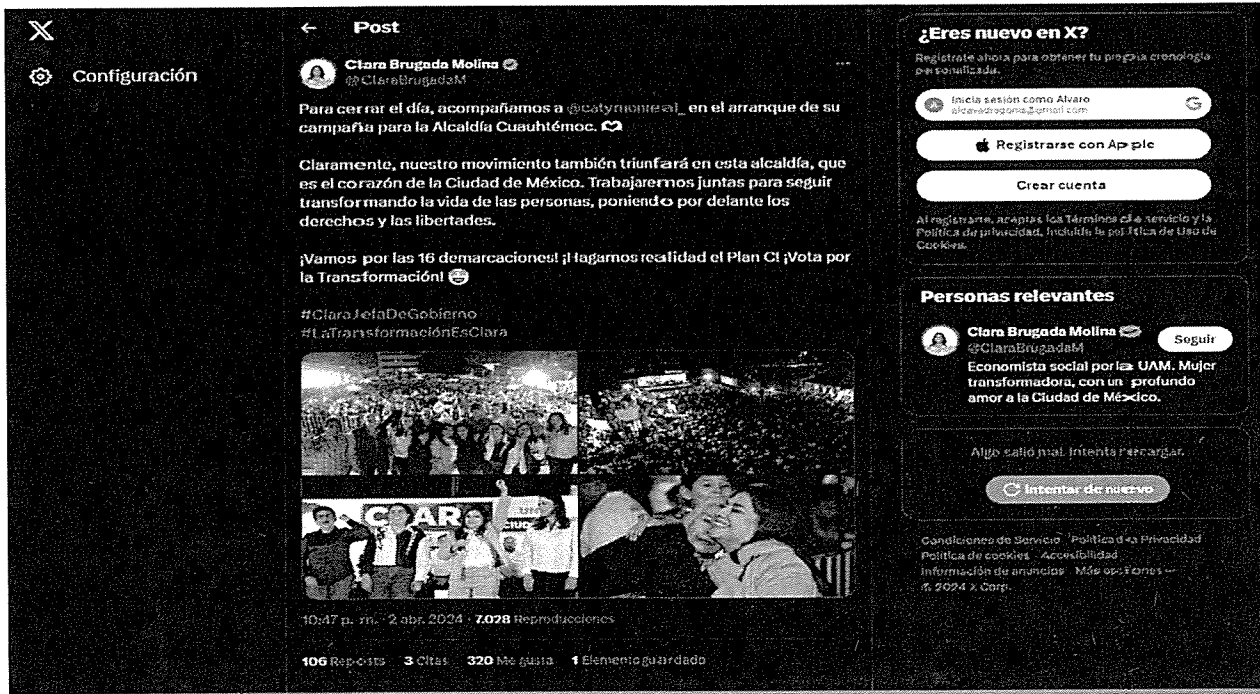 Configuración
Post
Clara Brugada Molina
@ClaraBrugadaM
Para cerrar el día, acompañamos a @catymonreal_ en el arranque de su
campaña para la Alcaldía Cuauhtémoc.
Claramente, nuestro movimiento también triunfará en esta alcaldía, que
es el corazón de la Ciudad de México. Trabajaremos juntas para seguir
transformando la vida de las personas, poniendo por delante los
derechos y las libertades.
¡Vamos por las 16 demarcaciones! ¡Hagamos realidad el Plan C! ¡Vota por
la Transformación!
#ClaraJefaDeGobierno
#LaTransformaciónEsClara
CLAR
CIUD
10:47 p. m. · 2 abr. 2024 · 7.028 Reproducciones
106 Reposts 3 Citas 320 Me gusta 1 Elemento guardado
¿Eres nuevo en X?
Regístrate ahora para obtener tu propia cronología
personalizada.
Inicia sesión como Alvaro
Registrarse con Apple
Crear cuenta
Al registrarte, aceptas los Términos de servicio y la
Política de privacidad, incluida la política de Uso de
Cookies.
Personas relevantes
Clara Brugada Molina
@ClaraBrugadaM
Seguir
Economista social por la UAM. Mujer
transformadora, con un profundo
amor a la Ciudad de México.
Algo salió mal. Intenta recargar.
Intentar de nuevo
Condiciones de Servicio Política de Privacidad
Política de cookies Accesibilidad
Información de anuncios Más opciones
© 2024 X Corp.